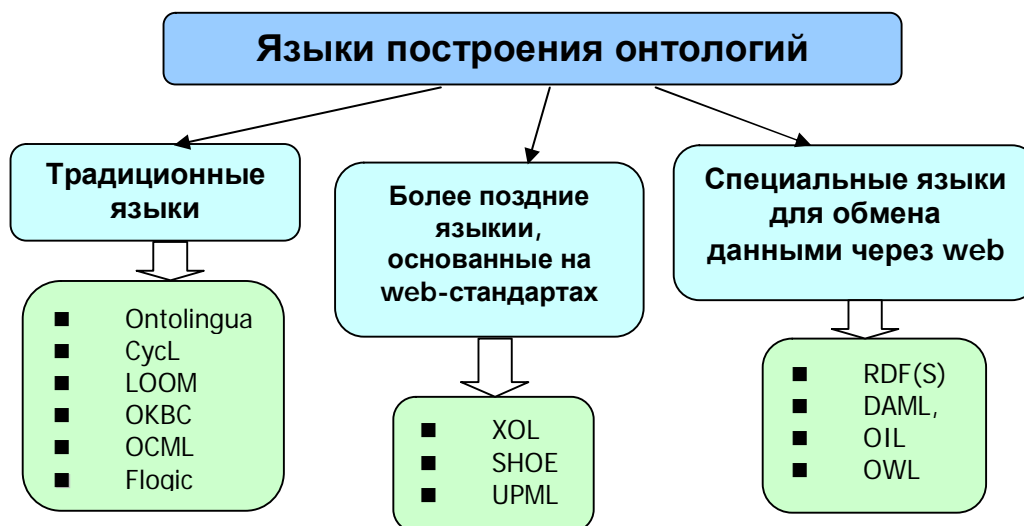 Языки построения онтологий
Традиционные
языки
Ontolingua
CycL
LOOM
OKBC
OCML
Flogic
Более поздние
языкии,
основанные на
web-стандартах
XOL
SHOE
UPML
Специальные языки
для обмена
данными через web
RDF(S)
DAML,
OIL
OWL